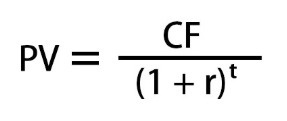 PV = CF / (1 + r)^t